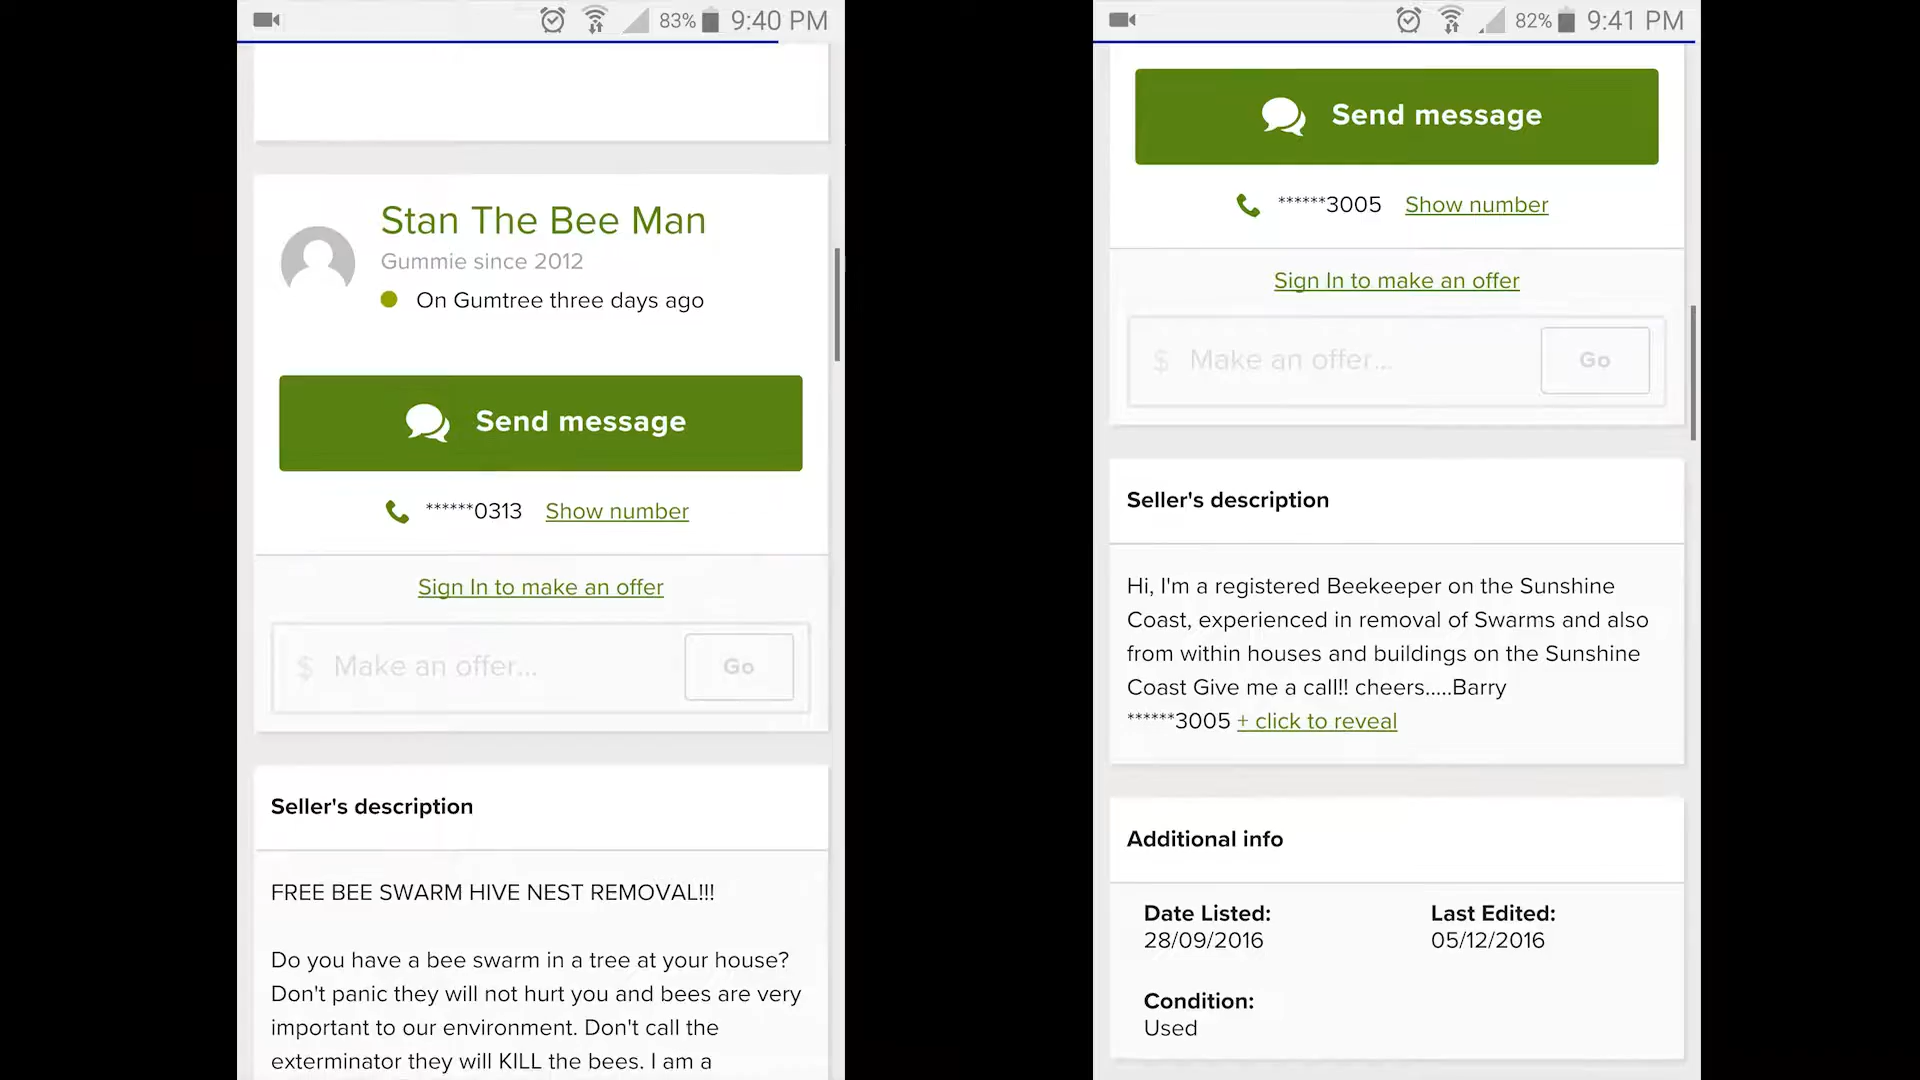 83% 9:40 PM
Stan The Bee Man
Gummie since 2012
On Gumtree three days ago
Send message
******0313 Show number
Sign In to make an offer
$ Make an offer... Go
Seller's description
FREE BEE SWARM HIVE NEST REMOVAL!!!
Do you have a bee swarm in a tree at your house?
Don't panic they will not hurt you and bees are very
important to our environment. Don't call the
exterminator they will KILL the bees. I am a
82% 9:41 PM
Send message
******3005 Show number
Sign In to make an offer
$ Make an offer... Go
Seller's description
Hi, I'm a registered Beekeeper on the Sunshine
Coast, experienced in removal of Swarms and also
from within houses and buildings on the Sunshine
Coast Give me a call!! cheers.....Barry
******3005 + click to reveal
Additional info
Date Listed: Last Edited:
28/09/2016 05/12/2016
Condition:
Used